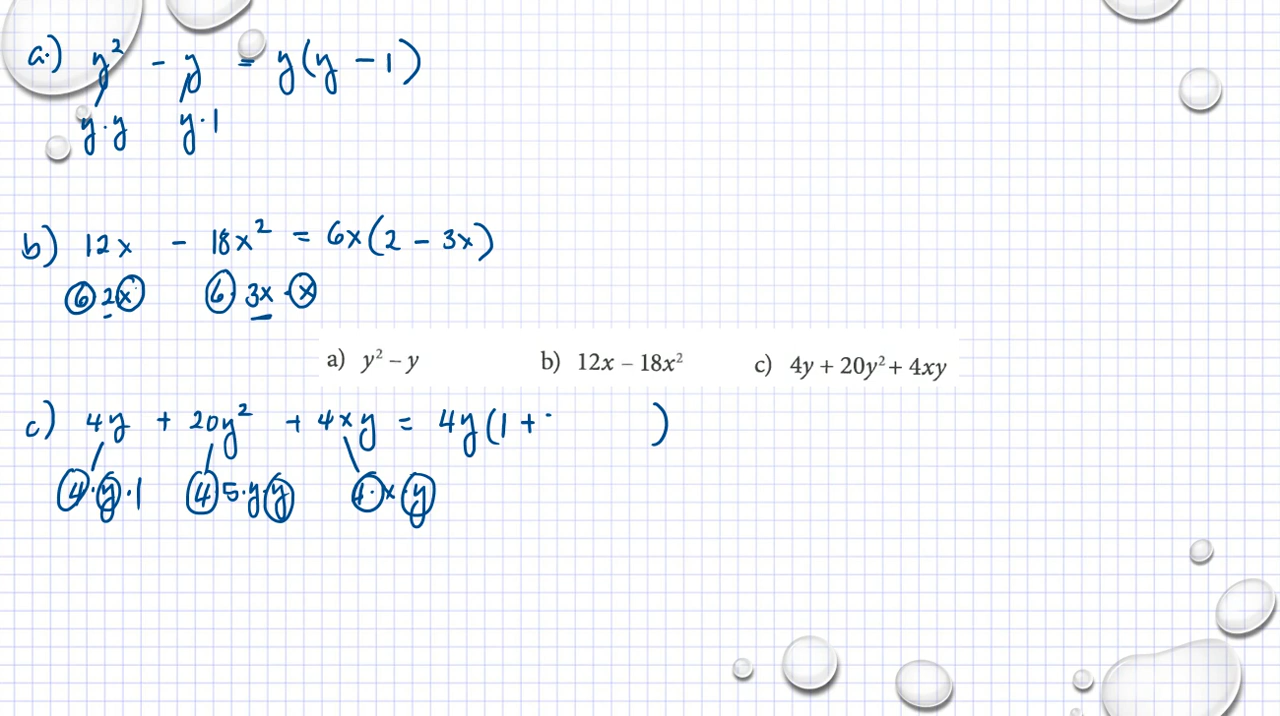 a.) y² - y = y(y - 1)
y·y y·1
b) 12x - 18x² = 6x(2 - 3x)
6 2x 6· 3x ·x
a) y² – y b) 12x – 18x² c) 4y + 20y² + 4xy
c) 4y + 20y² + 4xy = 4y(1 + )
4·y·1 4 5·y·y 4·x y